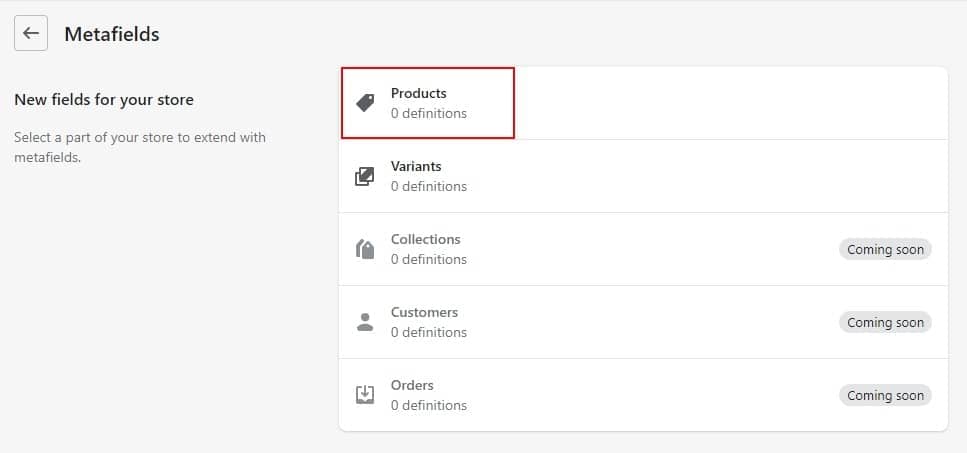 Metafields
New fields for your store
Select a part of your store to extend with
metafields.
Products
0 definitions
Variants
0 definitions
Collections
0 definitions
Coming soon
Customers
0 definitions
Coming soon
Orders
0 definitions
Coming soon